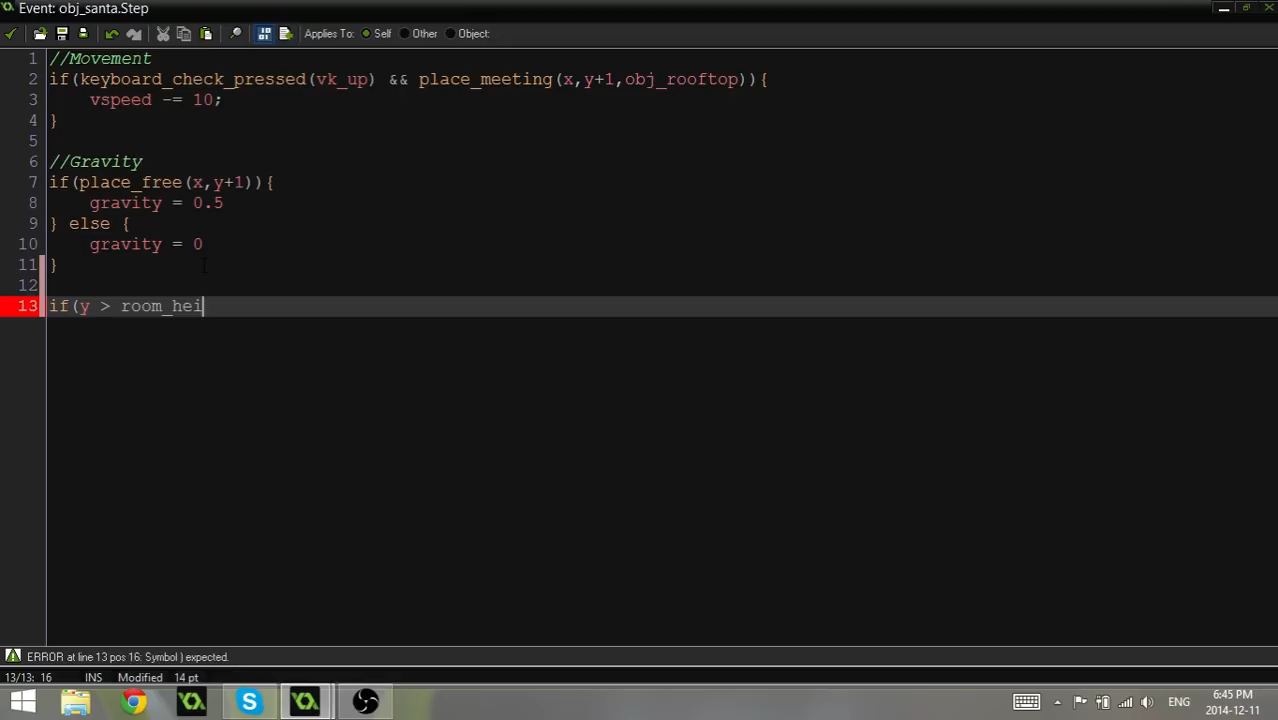 Event: obj_santa.Step
Applies To: Self Other Object:
1 //Movement
2 if(keyboard_check_pressed(vk_up) && place_meeting(x,y+1,obj_rooftop)){
3 vspeed -= 10;
4 }
5
6 //Gravity
7 if(place_free(x,y+1)){
8 gravity = 0.5
9 } else {
10 gravity = 0
11 }
12
13 if(y > room_hei
ERROR at line 13 pos 16: Symbol ) expected.
13/13: 16 INS Modified 14 pt
ENG
6:45 PM
2014-12-11